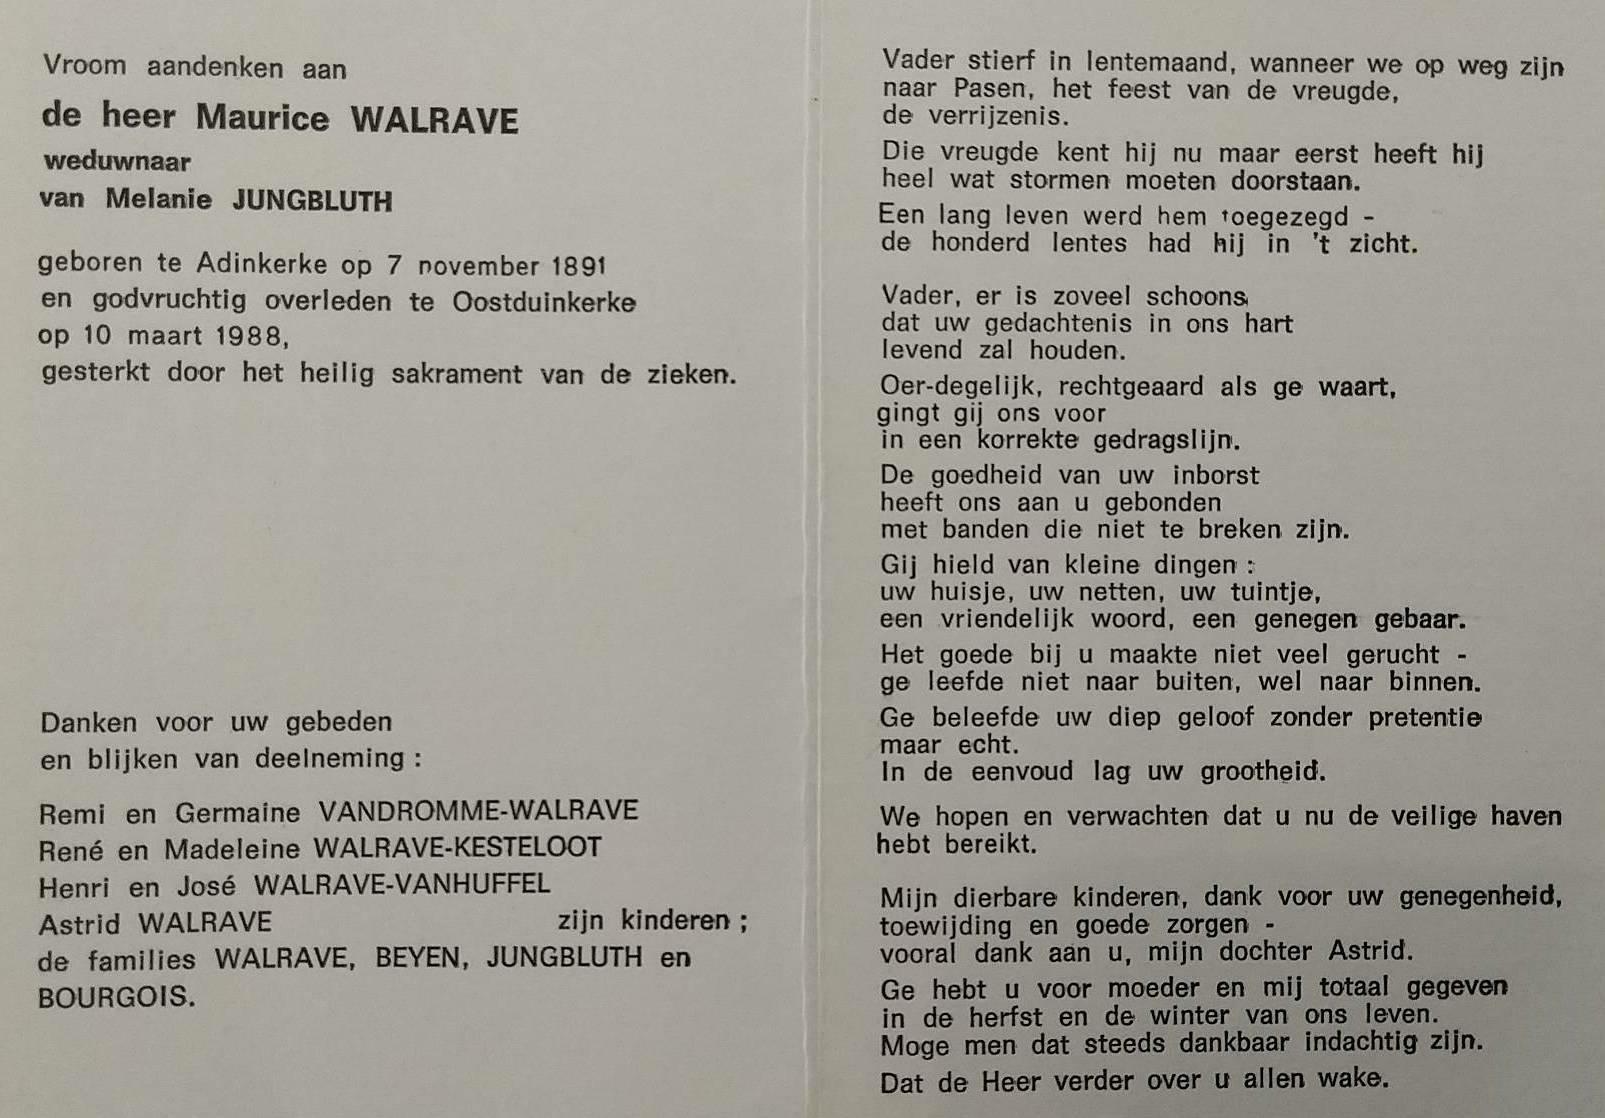 Vroom aandenken aan
de heer Maurice WALRAVE
weduwnaar
van Melanie JUNGBLUTH
geboren te Adinkerke op 7 november 1891
en godvruchtig overleden te Oostduinkerke
op 10 maart 1988,
gesterkt door het heilig sakrament van de zieken.
Danken voor uw gebeden
en blijken van deelneming :
Remi en Germaine VANDROMME-WALRAVE
René en Madeleine WALRAVE-KESTELOOT
Henri en José WALRAVE-VANHUFFEL
Astrid WALRAVE zijn kinderen ;
de families WALRAVE, BEYEN, JUNGBLUTH en
BOURGOIS.
Vader stierf in lentemaand, wanneer we op weg zijn
naar Pasen, het feest van de vreugde,
de verrijzenis.
Die vreugde kent hij nu maar eerst heeft hij
heel wat stormen moeten doorstaan.
Een lang leven werd hem toegezegd -
de honderd lentes had hij in 't zicht.
Vader, er is zoveel schoons
dat uw gedachtenis in ons hart
levend zal houden.
Oer-degelijk, rechtgeaard als ge waart,
gingt gij ons voor
in een korrekte gedragslijn.
De goedheid van uw inborst
heeft ons aan u gebonden
met banden die niet te breken zijn.
Gij hield van kleine dingen :
uw huisje, uw netten, uw tuintje,
een vriendelijk woord, een genegen gebaar.
Het goede bij u maakte niet veel gerucht -
ge leefde niet naar buiten, wel naar binnen.
Ge beleefde uw diep geloof zonder pretentie
maar echt.
In de eenvoud lag uw grootheid.
We hopen en verwachten dat u nu de veilige haven
hebt bereikt.
Mijn dierbare kinderen, dank voor uw genegenheid,
toewijding en goede zorgen -
vooral dank aan u, mijn dochter Astrid.
Ge hebt u voor moeder en mij totaal gegeven
in de herfst en de winter van ons leven.
Moge men dat steeds dankbaar indachtig zijn.
Dat de Heer verder over u allen wake.